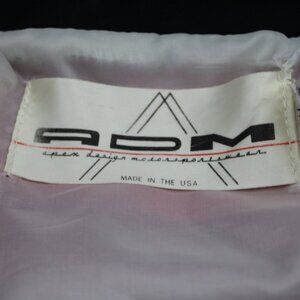 ADM
apex design motorsportswear
MADE IN THE USA